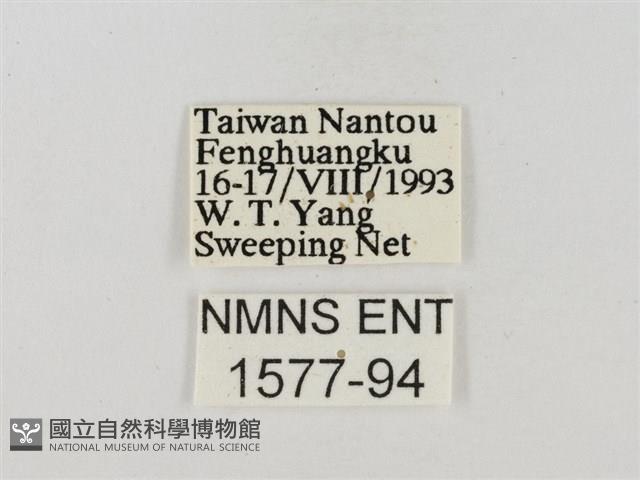 Taiwan Nantou
Fenghuangku
16-17/VIII/1993
W. T. Yang
Sweeping Net
NMNS ENT
1577-94
國立自然科學博物館
NATIONAL MUSEUM OF NATURAL SCIENCE